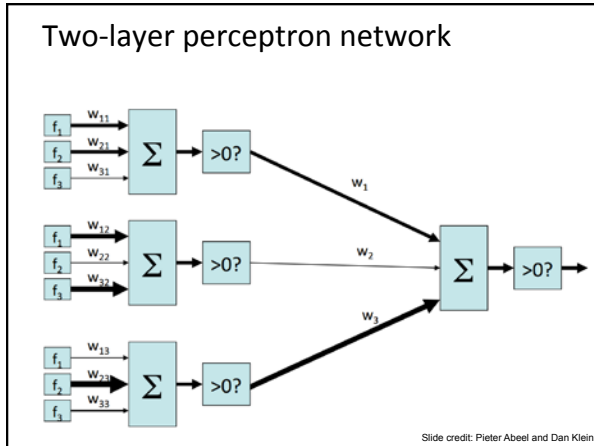 Two-layer perceptron network
f₁ w₁₁
f₂ w₂₁
f₃ w₃₁
Σ
>0?
w₁
f₁ w₁₂
f₂ w₂₂
f₃ w₃₂
Σ
>0?
w₂
Σ
>0?
f₁ w₁₃
f₂ w₂₃
f₃ w₃₃
Σ
>0?
w₃
Slide credit: Pieter Abeel and Dan Klein